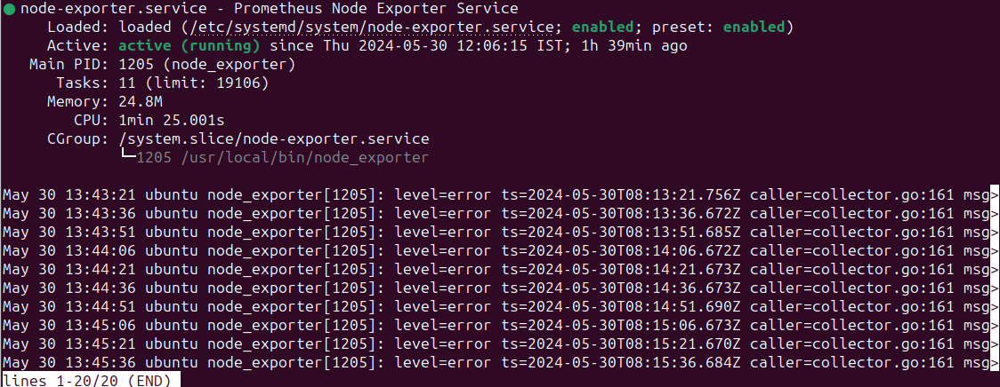 ● node-exporter.service - Prometheus Node Exporter Service
Loaded: loaded (/etc/systemd/system/node-exporter.service; enabled; preset: enabled)
Active: active (running) since Thu 2024-05-30 12:06:15 IST; 1h 39min ago
Main PID: 1205 (node_exporter)
Tasks: 11 (limit: 19106)
Memory: 24.8M
CPU: 1min 25.001s
CGroup: /system.slice/node-exporter.service
└─1205 /usr/local/bin/node_exporter
May 30 13:43:21 ubuntu node_exporter[1205]: level=error ts=2024-05-30T08:13:21.756Z caller=collector.go:161 msg>
May 30 13:43:36 ubuntu node_exporter[1205]: level=error ts=2024-05-30T08:13:36.672Z caller=collector.go:161 msg>
May 30 13:43:51 ubuntu node_exporter[1205]: level=error ts=2024-05-30T08:13:51.685Z caller=collector.go:161 msg>
May 30 13:44:06 ubuntu node_exporter[1205]: level=error ts=2024-05-30T08:14:06.672Z caller=collector.go:161 msg>
May 30 13:44:21 ubuntu node_exporter[1205]: level=error ts=2024-05-30T08:14:21.673Z caller=collector.go:161 msg>
May 30 13:44:36 ubuntu node_exporter[1205]: level=error ts=2024-05-30T08:14:36.673Z caller=collector.go:161 msg>
May 30 13:44:51 ubuntu node_exporter[1205]: level=error ts=2024-05-30T08:14:51.690Z caller=collector.go:161 msg>
May 30 13:45:06 ubuntu node_exporter[1205]: level=error ts=2024-05-30T08:15:06.673Z caller=collector.go:161 msg>
May 30 13:45:21 ubuntu node_exporter[1205]: level=error ts=2024-05-30T08:15:21.670Z caller=collector.go:161 msg>
May 30 13:45:36 ubuntu node_exporter[1205]: level=error ts=2024-05-30T08:15:36.684Z caller=collector.go:161 msg>
lines 1-20/20 (END)